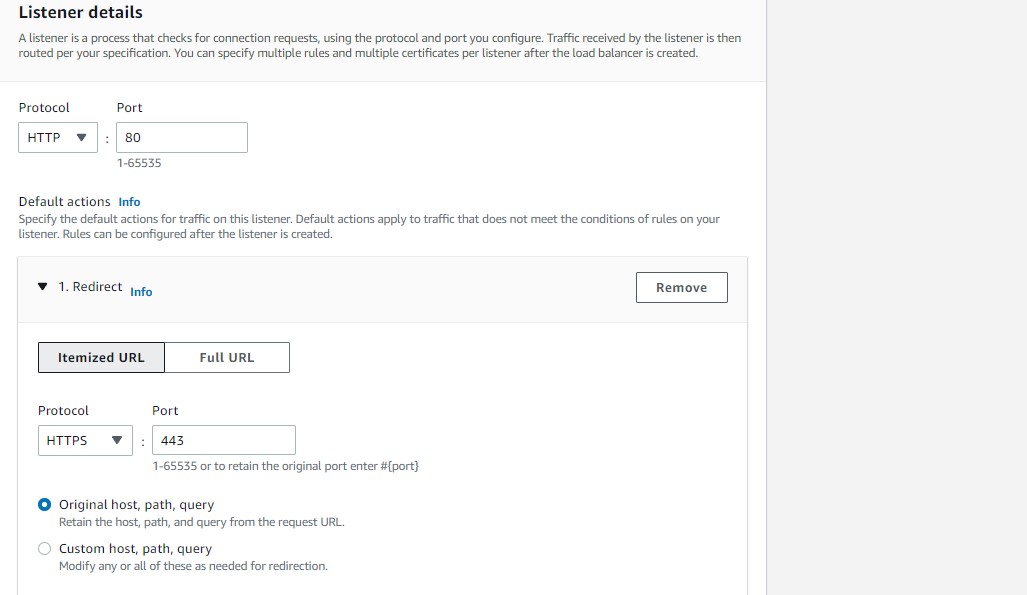 Listener details
A listener is a process that checks for connection requests, using the protocol and port you configure. Traffic received by the listener is then
routed per your specification. You can specify multiple rules and multiple certificates per listener after the load balancer is created.
Protocol Port
HTTP : 80
1-65535
Default actions Info
Specify the default actions for traffic on this listener. Default actions apply to traffic that does not meet the conditions of rules on your
listener. Rules can be configured after the listener is created.
1. Redirect Info Remove
Itemized URL Full URL
Protocol Port
HTTPS : 443
1-65535 or to retain the original port enter #{port}
Original host, path, query
Retain the host, path, and query from the request URL.
Custom host, path, query
Modify any or all of these as needed for redirection.